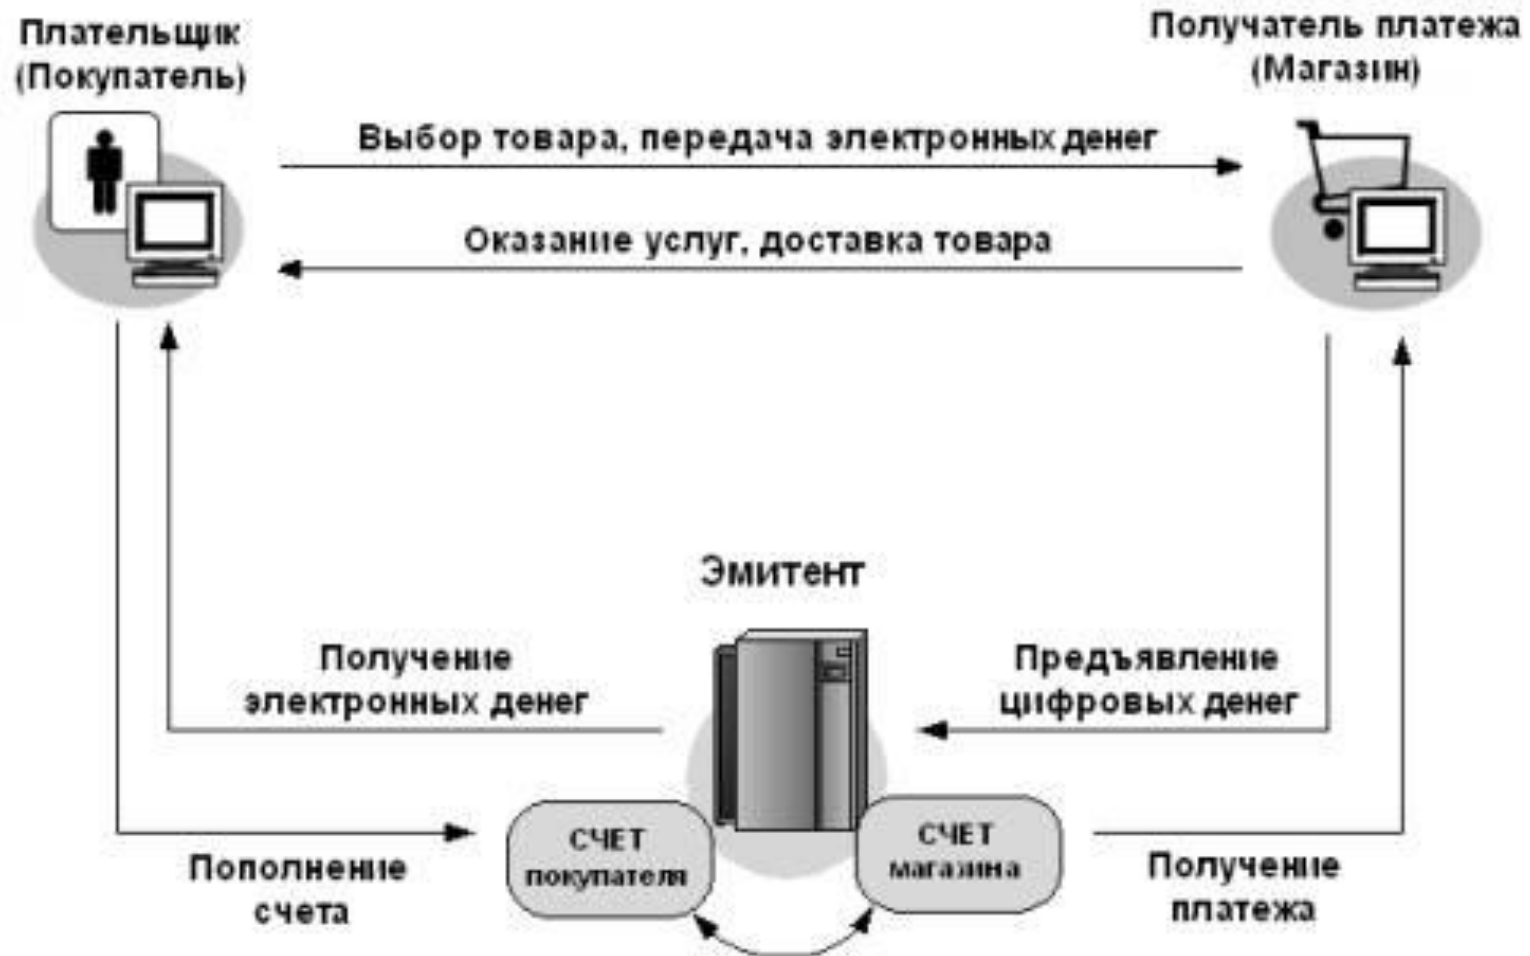 Плательщик
(Покупатель)
Получатель платежа
(Магазин)
Выбор товара, передача электронных денег
Оказание услуг, доставка товара
Эмитент
Получение
электронных денег
Предъявление
цифровых денег
СЧЕТ
покупателя
СЧЕТ
магазина
Пополнение
счета
Получение
платежа